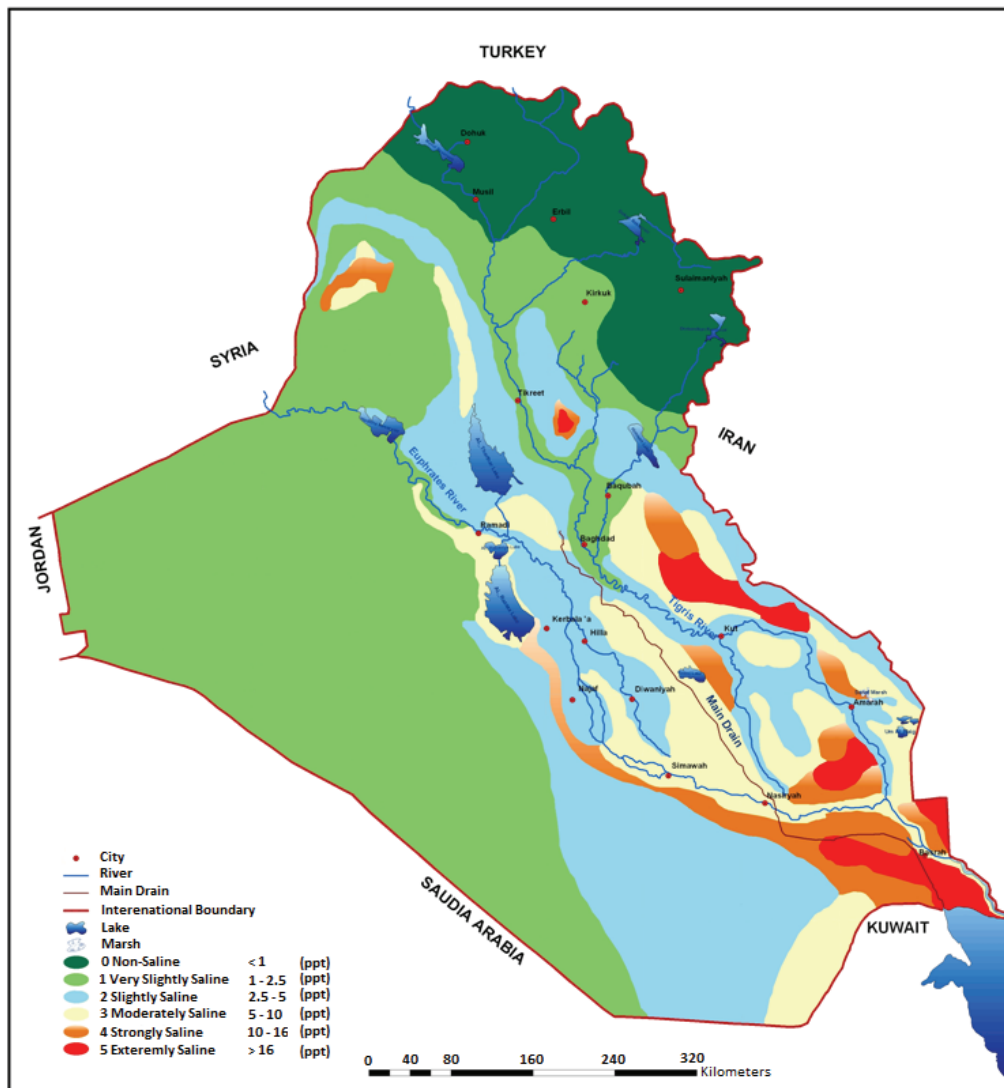 TURKEY
Dohuk
Musil
Erbil
Sulaimaniyah
Kirkuk
SYRIA
Tikreet
IRAN
Euphrates River
Baqubah
Ramadi
Baghdad
JORDAN
Tigris River
Kerbala 'a
Hilla
Kut
Najaf
Diwaniyah
Main Drain
Amarah
Simawah
Nasiryah
Basrah
SAUDIA ARABIA
KUWAIT
City
River
Main Drain
Interenational Boundary
Lake
Marsh
0 Non-Saline < 1 (ppt)
1 Very Slightly Saline 1 - 2.5 (ppt)
2 Slightly Saline 2.5 - 5 (ppt)
3 Moderately Saline 5 - 10 (ppt)
4 Strongly Saline 10 - 16 (ppt)
5 Exteremly Saline > 16 (ppt)
0 40 80 160 240 320
Kilometers